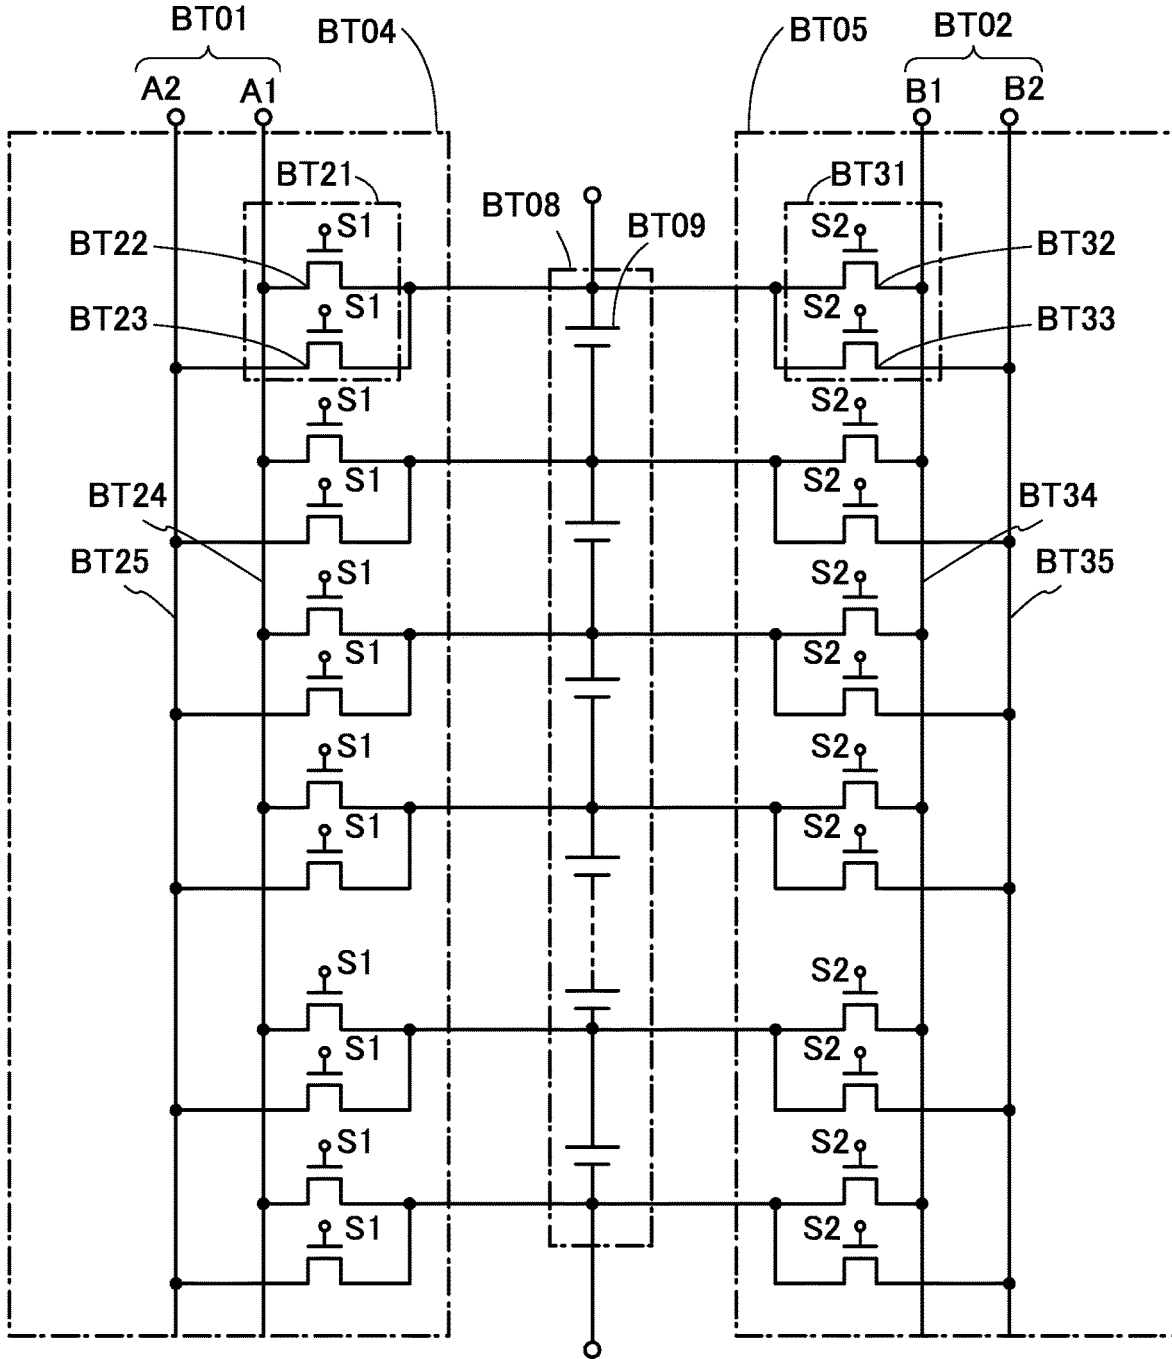 BT01 BT04 BT05 BT02
A2 A1 B1 B2
BT21 BT31
BT08
S1 BT09 S2
BT22 BT32
S1 S2
BT23 BT33
S1 S2
S1 S2
BT24 BT34
BT25 BT35
S1 S2
S1 S2
S1 S2
S1 S2
S1 S2
S1 S2
S1 S2
S1 S2